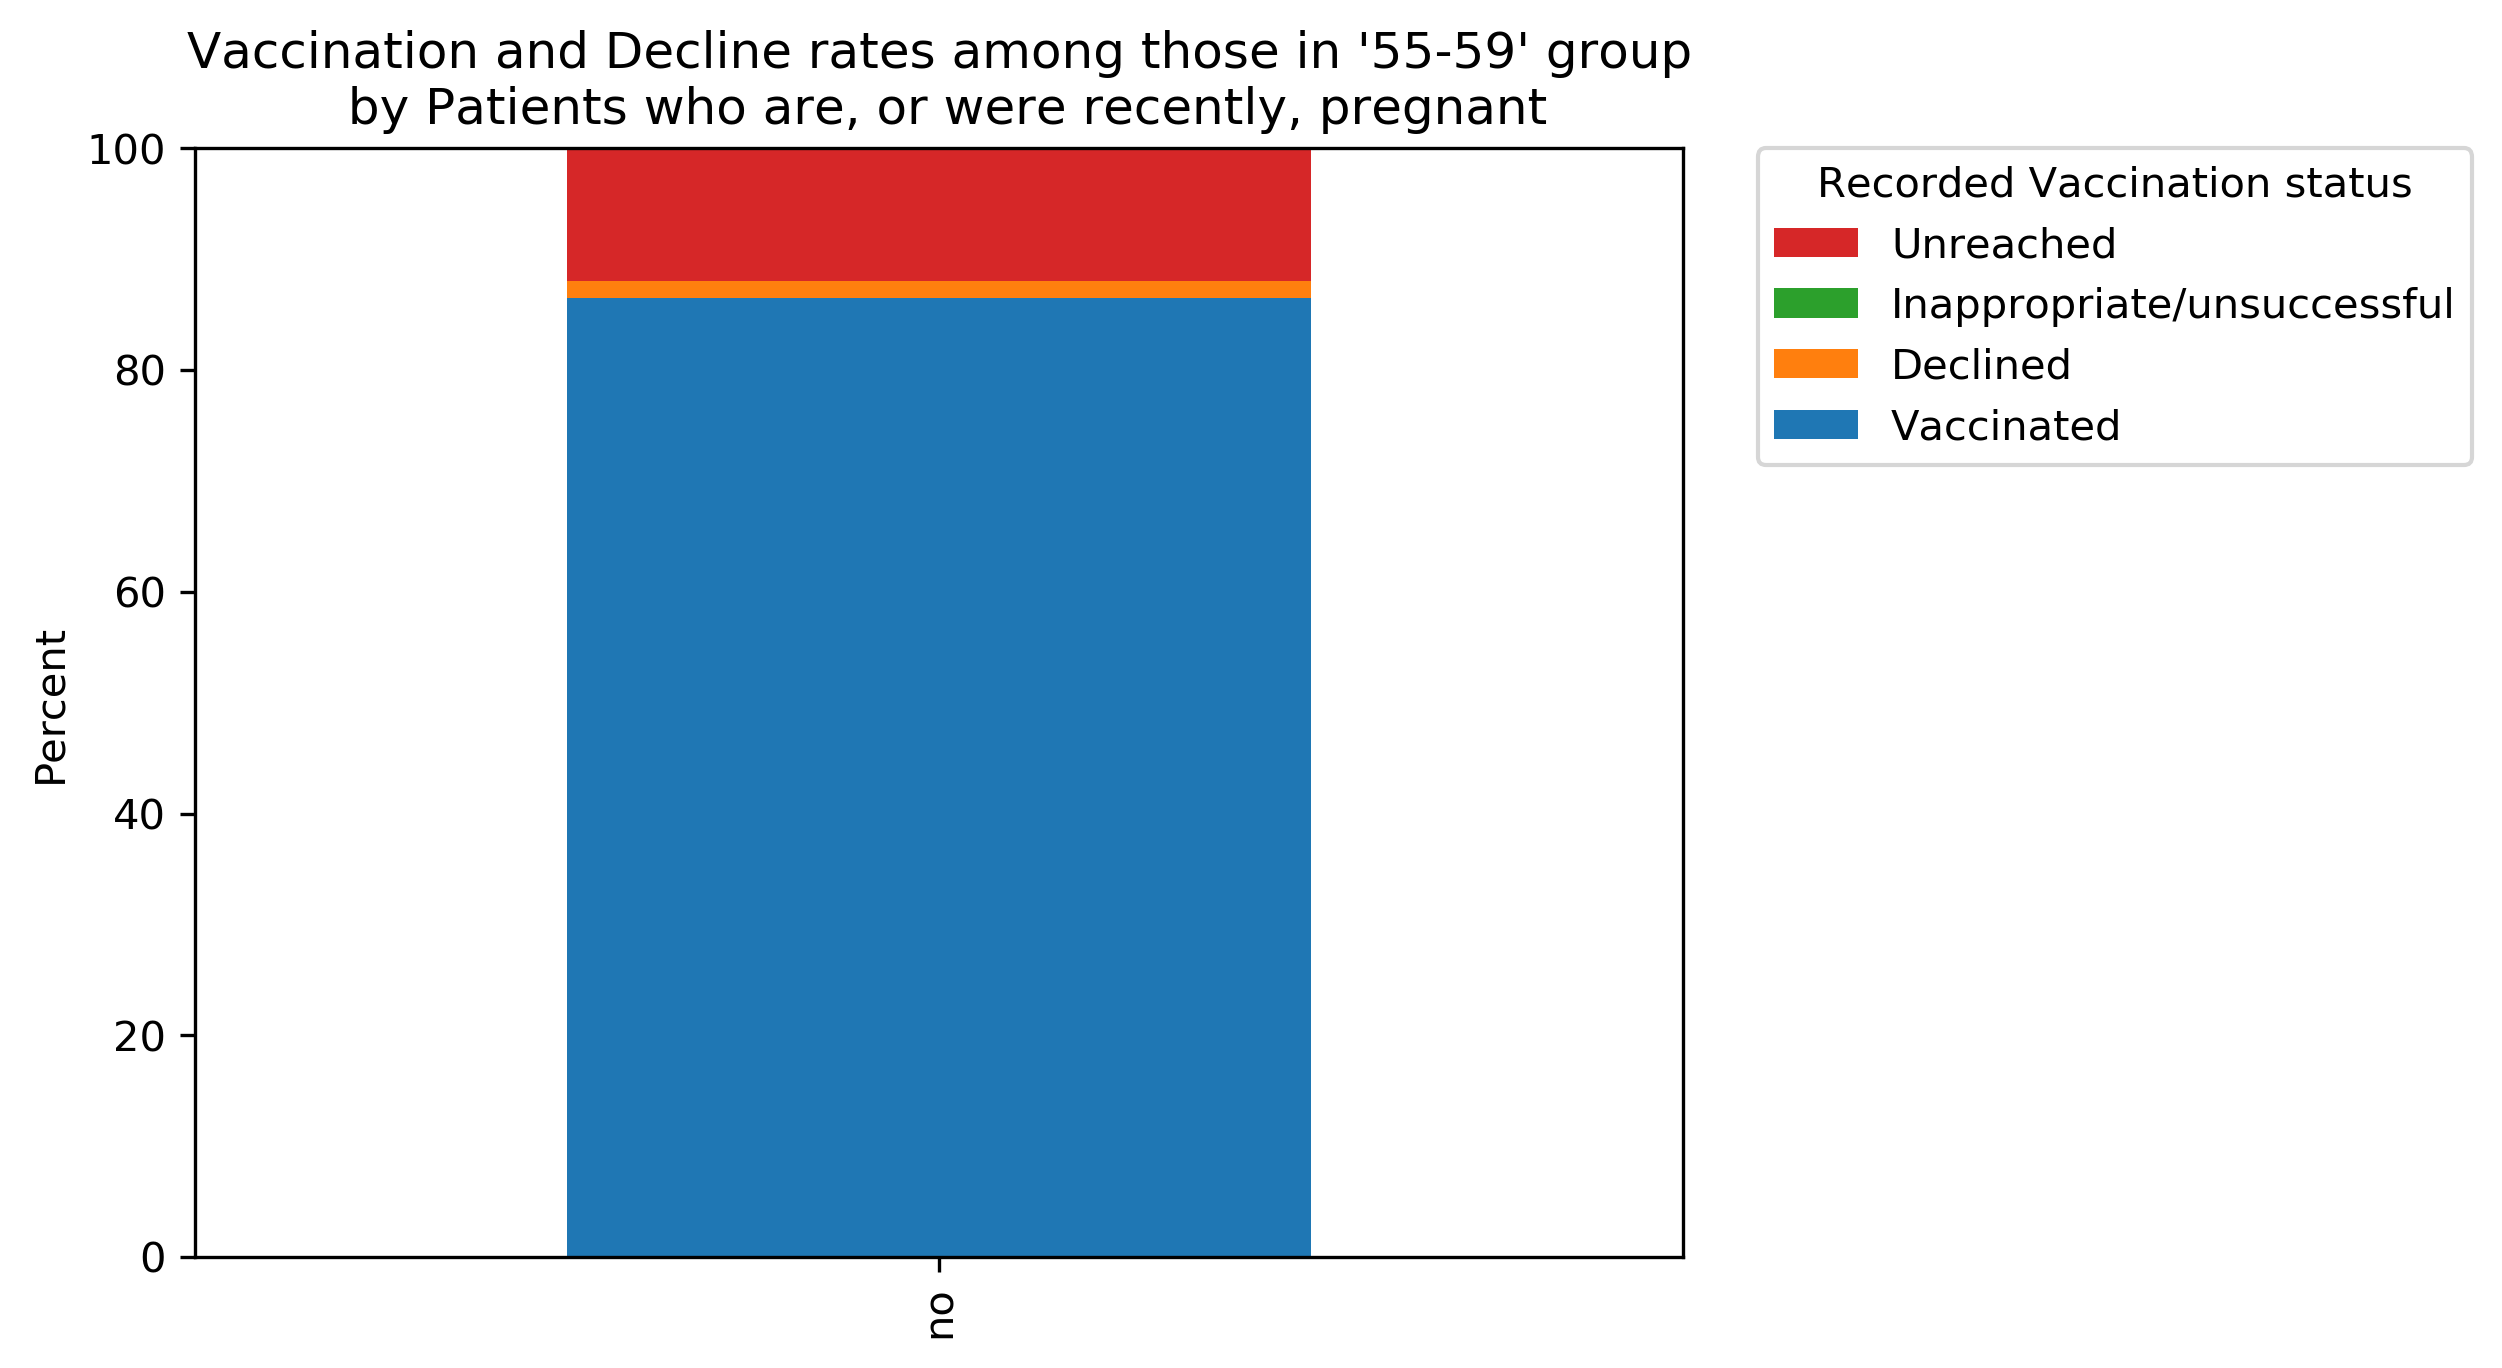 Vaccination and Decline rates among those in '55-59' group
by Patients who are, or were recently, pregnant
100
80
60
40
20
0
Percent
no
Recorded Vaccination status
Unreached
Inappropriate/unsuccessful
Declined
Vaccinated